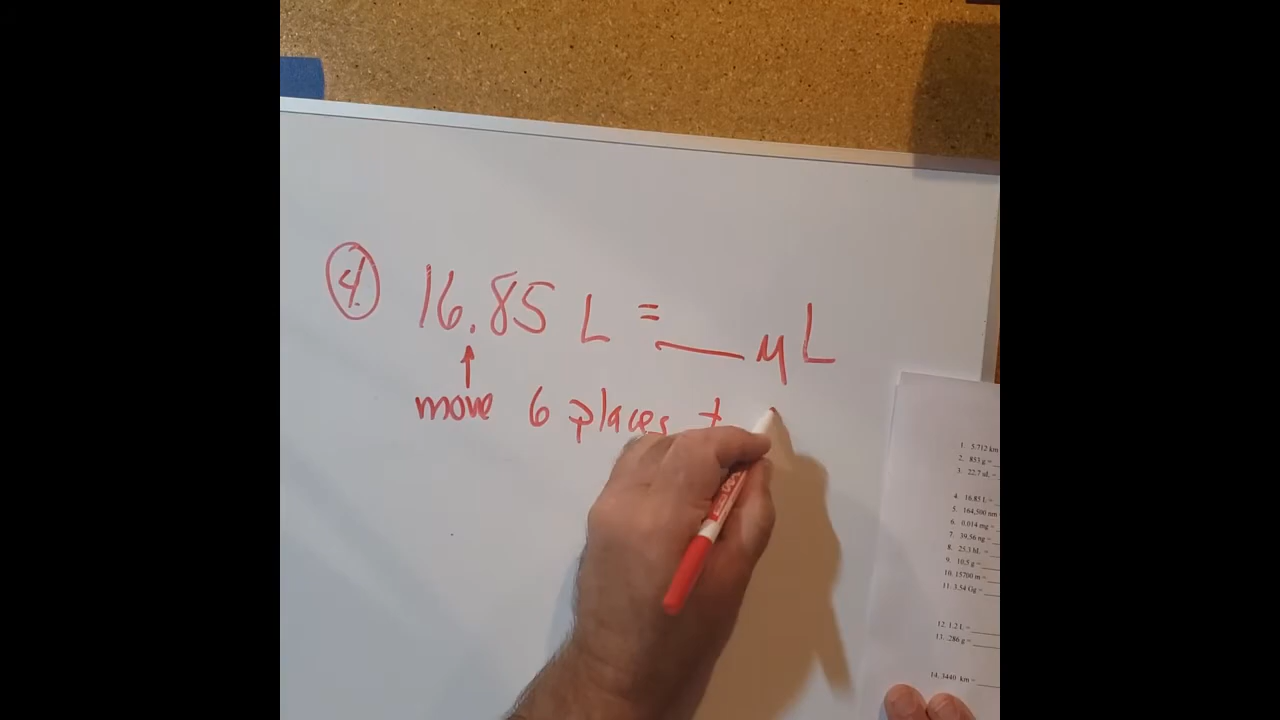 4. 16.85 L = ___ μL
↑
move 6 places t
1. 5.712 km
2. 853 g =
3. 22.7 uL =
4. 16.85 L =
5. 164,500 nm
6. 0.014 mg =
7. 39.56 ng =
8. 25.3 hL =
9. 10.5 g =
10. 15700 m =
11. 3.54 Gg =
12. 1.2 L =
13. .286 g =
14. 3440 km =